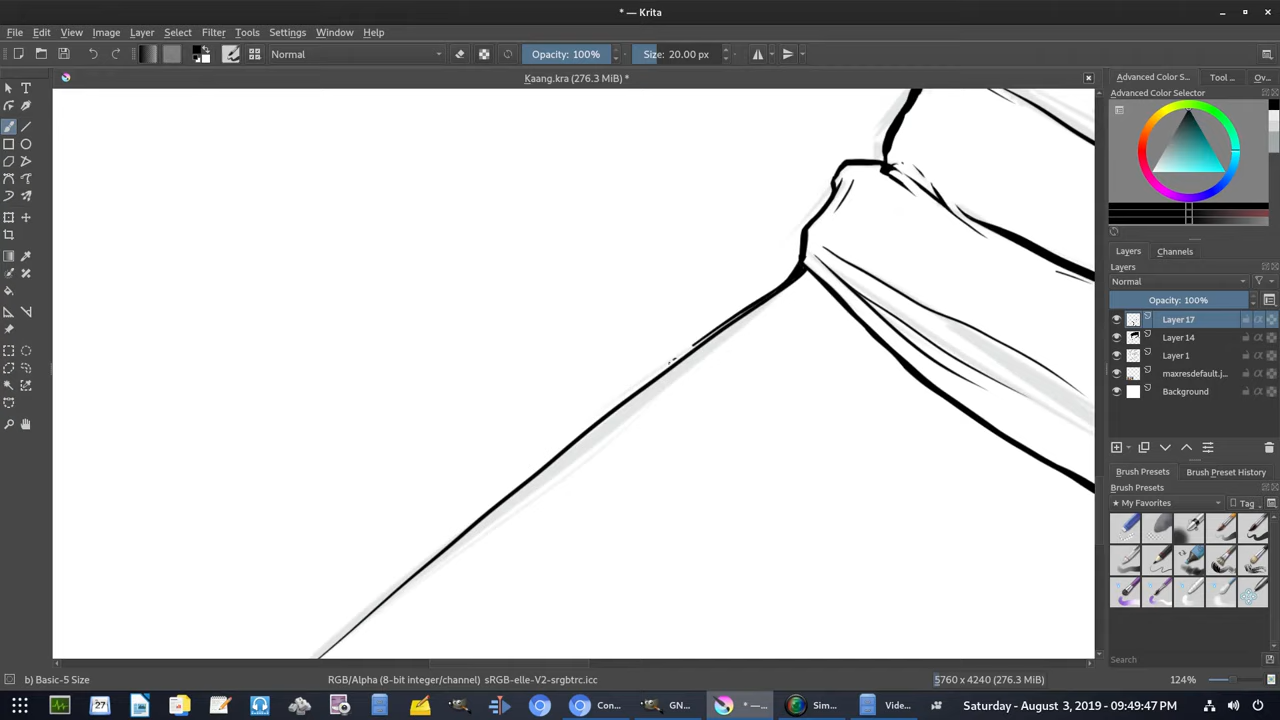 * — Krita
File Edit View Image Layer Select Filter Tools Settings Window Help
Normal Opacity: 100% Size: 20.00 px
Kaang.kra (276.3 MiB) *
Advanced Color S... Tool ... Ov...
Advanced Color Selector
Layers Channels
Layers
Normal
Opacity: 100%
Layer 17
Layer 14
Layer 1
maxresdefault.j...
Background
Brush Presets Brush Preset History
Brush Presets
★ My Favorites Tag
Search
b) Basic-5 Size RGB/Alpha (8-bit integer/channel) sRGB-elle-V2-srgbtrc.icc 5760 x 4240 (276.3 MiB) 124%
27 Con... GN... * —... Sim... Vide... Saturday - August 3, 2019 - 09:49:47 PM